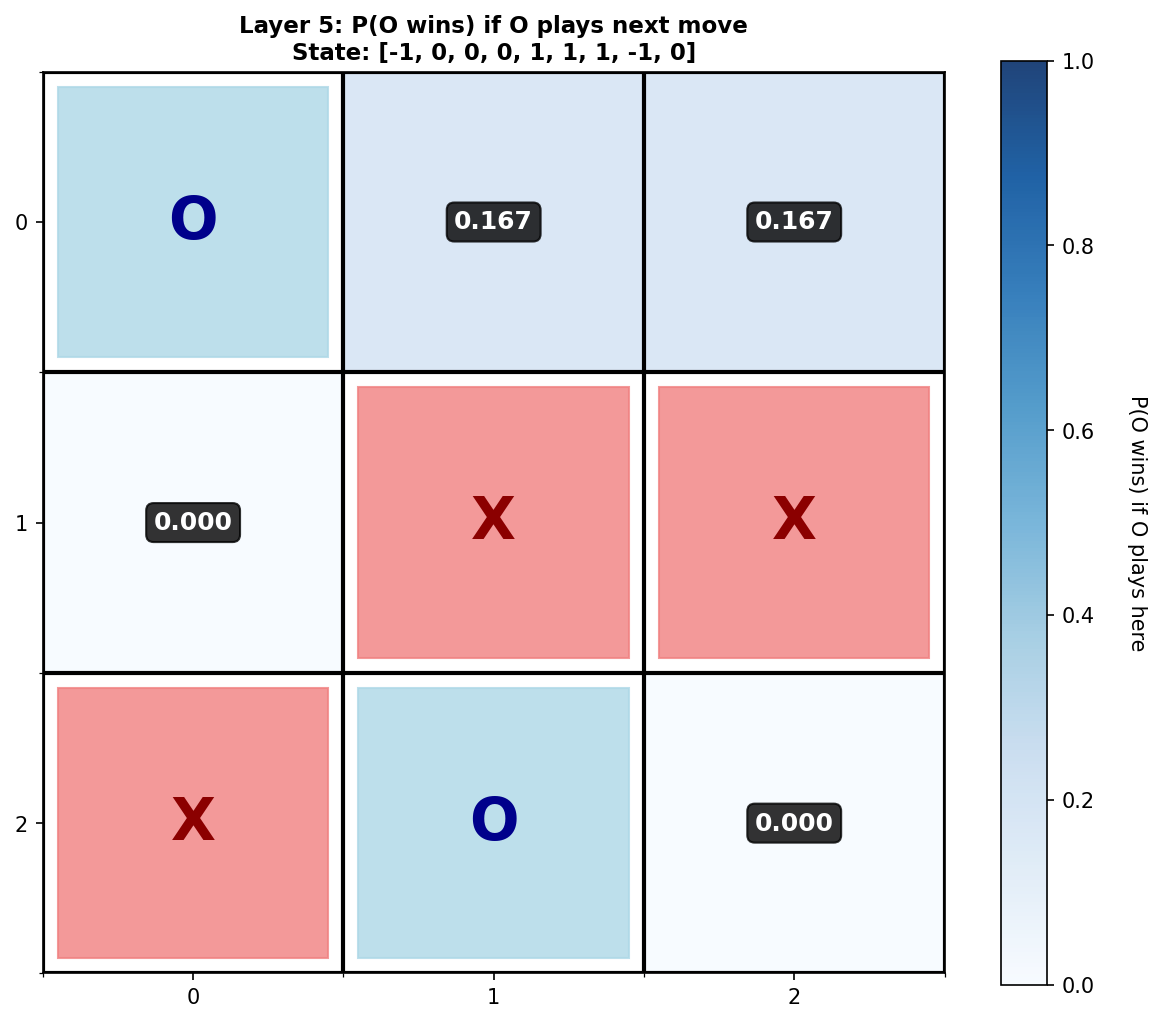 Layer 5: P(O wins) if O plays next move
State: [-1, 0, 0, 0, 1, 1, 1, -1, 0]
0
O
0.167
0.167
1
0.000
X
X
2
X
O
0.000
0
1
2
1.0
0.8
0.6
0.4
0.2
0.0
P(O wins) if O plays here